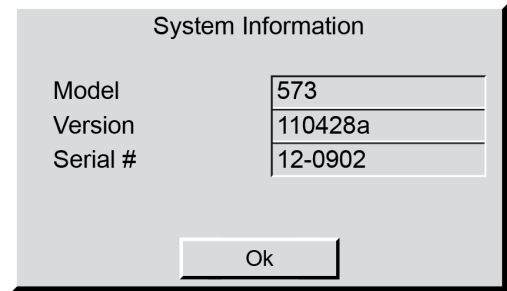 System Information
Model 573
Version 110428a
Serial # 12-0902
Ok